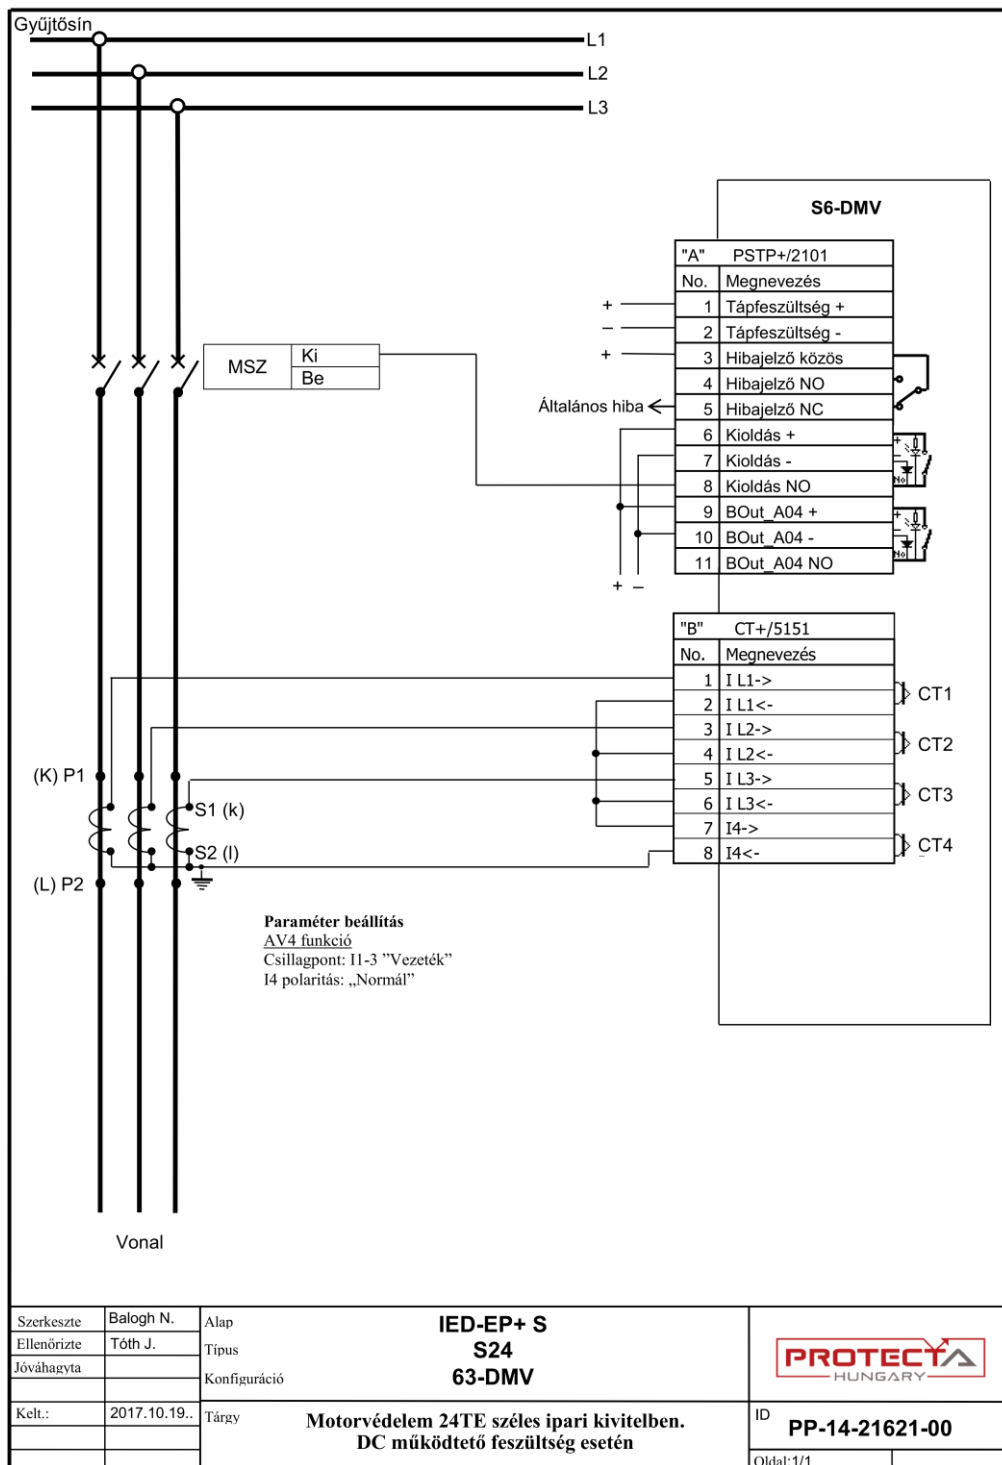 Gyűjtősín
L1
L2
L3
S6-DMV
"A" PSTP+/2101
No. Megnevezés
+ 1 Tápfeszültség +
– 2 Tápfeszültség -
+ 3 Hibajelző közös
4 Hibajelző NO
Általános hiba 5 Hibajelző NC
6 Kioldás +
7 Kioldás -
8 Kioldás NO
9 BOut_A04 +
10 BOut_A04 -
11 BOut_A04 NO
+ –
+
–
No
+
–
No
MSZ
Ki
Be
"B" CT+/5151
No. Megnevezés
1 I L1->
2 I L1<-
CT1
3 I L2->
4 I L2<-
CT2
5 I L3->
6 I L3<-
CT3
7 I4->
8 I4<-
CT4
(K) P1
S1 (k)
S2 (l)
(L) P2
Paraméter beállítás
AV4 funkció
Csillagpont: I1-3 ”Vezeték”
I4 polaritás: „Normál”
Vonal
Szerkeszte Balogh N.
Ellenőrizte Tóth J.
Jóváhagyta
Kelt.: 2017.10.19..
Alap IED-EP+ S
Típus S24
Konfiguráció 63-DMV
Tárgy Motorvédelem 24TE széles ipari kivitelben.
DC működtető feszültség esetén
PROTECTA
HUNGARY
ID PP-14-21621-00
Oldal:1/1